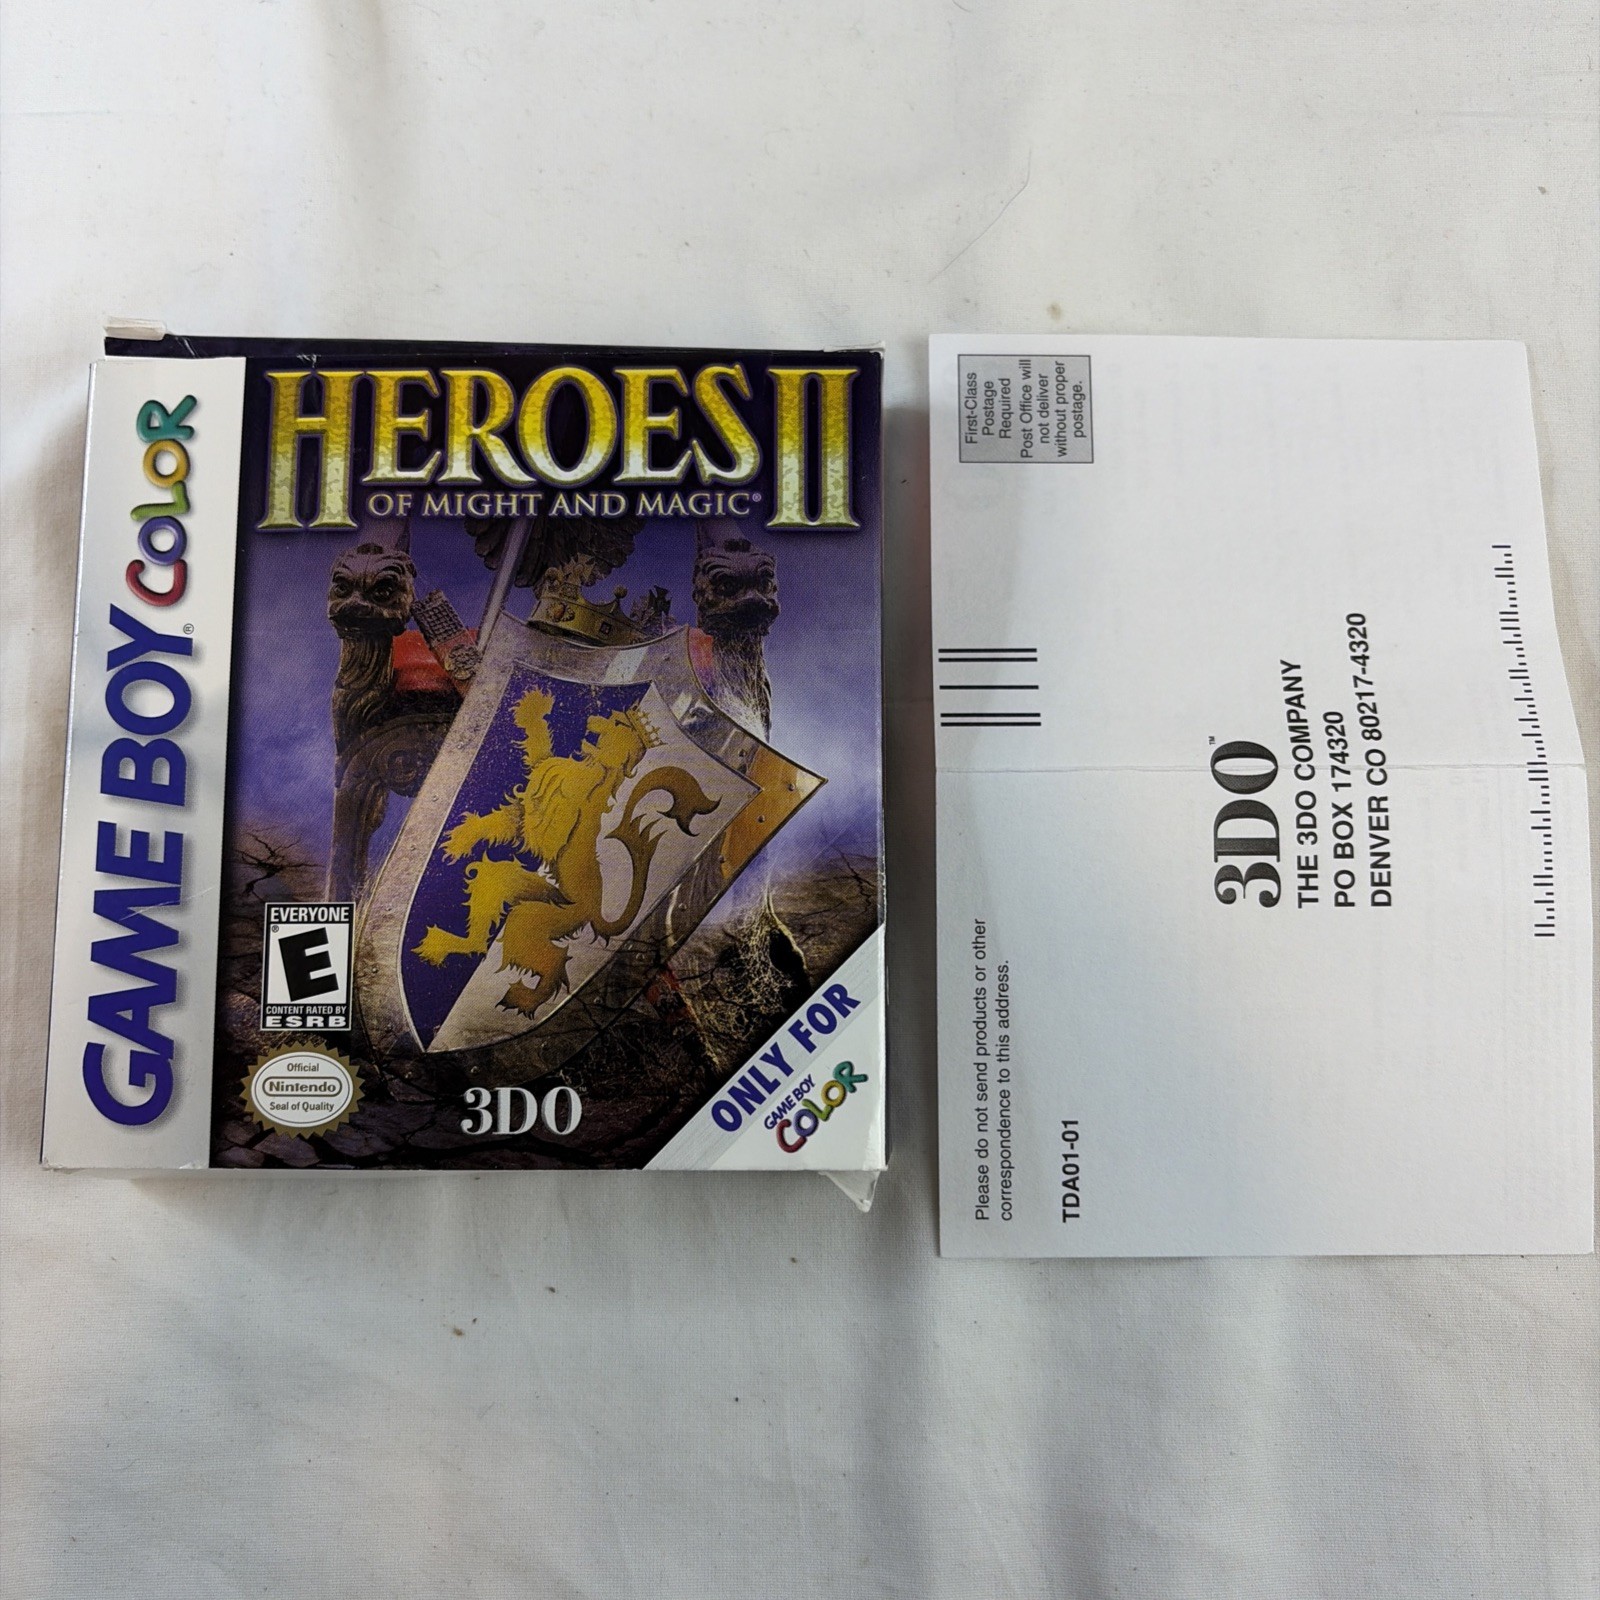 GAME BOY® COLOR
HEROES II
OF MIGHT AND MAGIC®
EVERYONE
E®
CONTENT RATED BY
ESRB
Official
Nintendo
Seal of Quality
3DO
ONLY FOR
GAME BOY
COLOR
First-Class
Postage
Required
Post Office will
not deliver
without proper
postage.
3DO™
THE 3DO COMPANY
PO BOX 174320
DENVER CO 80217-4320
Please do not send products or other
correspondence to this address.
TDA01-01